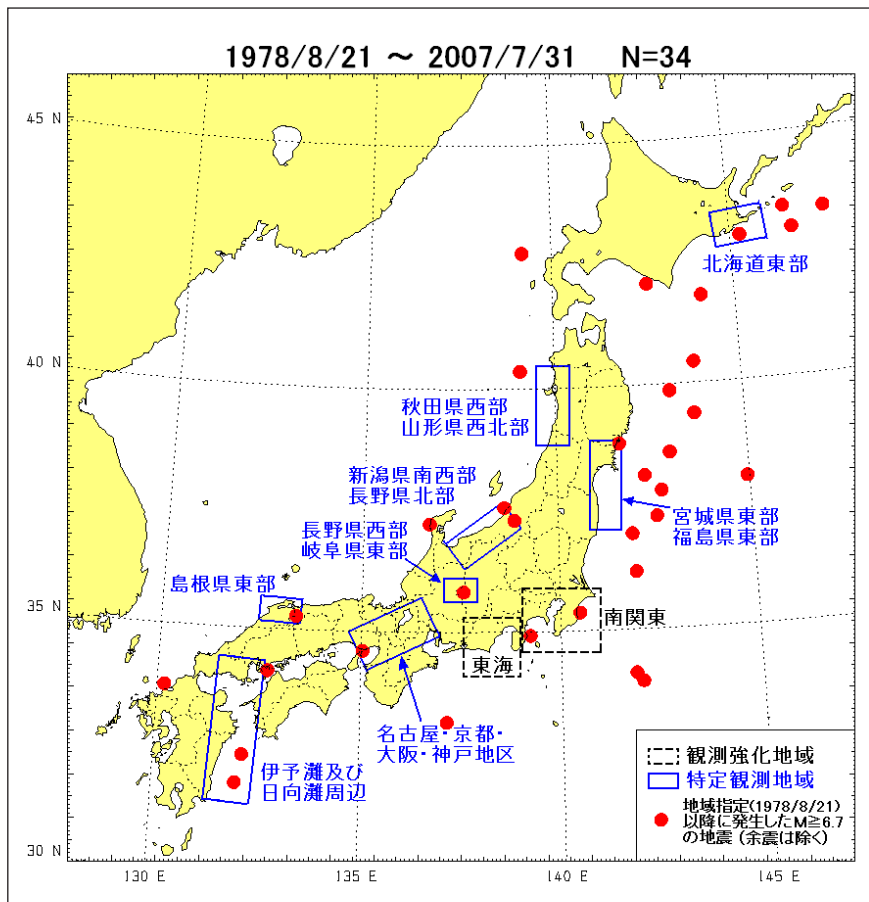 1978/8/21 ～ 2007/7/31 N=34
45 N
40 N
35 N
30 N
130 E
135 E
140 E
145 E
北海道東部
秋田県西部
山形県西北部
新潟県南西部
長野県北部
長野県西部
岐阜県東部
宮城県東部
福島県東部
島根県東部
南関東
東海
名古屋・京都・
大阪・神戸地区
伊予灘及び
日向灘周辺
観測強化地域
特定観測地域
地域指定(1978/8/21)
以降に発生したM≧6.7
の地震（余震は除く）